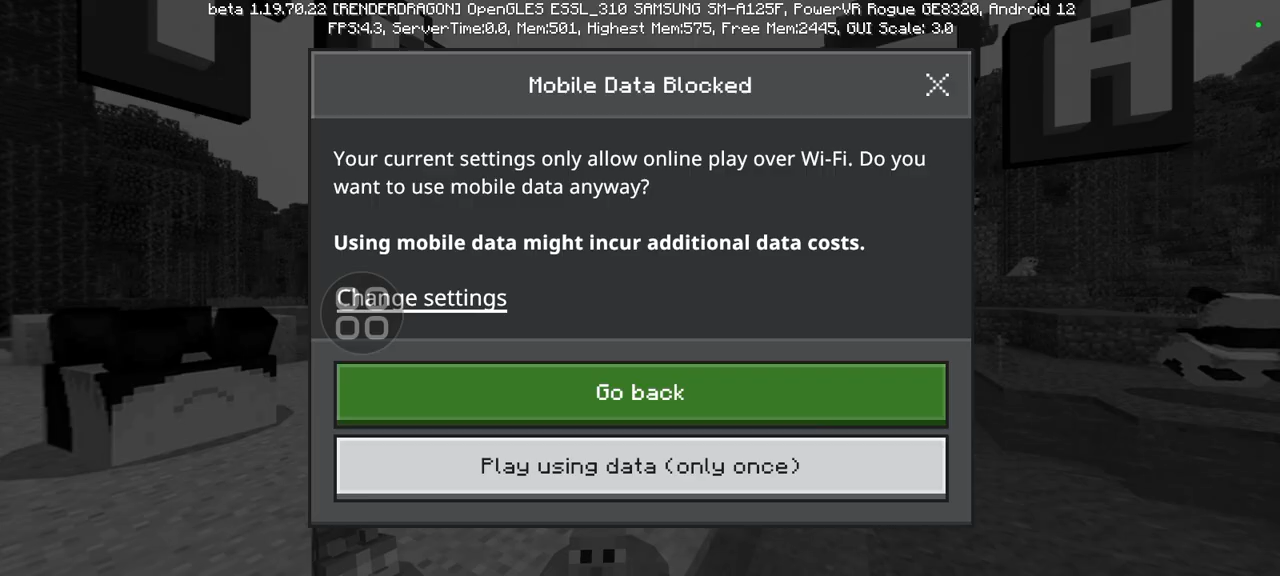 beta 1.19.70.22 [RENDERDRAGON] OpenGLES ESSL_310 SAMSUNG SM-A125F, PowerVR Rogue GE8320, Android 12
FPS:4.3, ServerTime:0.0, Mem:501, Highest Mem:575, Free Mem:2445, GUI Scale: 3.0
Mobile Data Blocked
Your current settings only allow online play over Wi-Fi. Do you
want to use mobile data anyway?
Using mobile data might incur additional data costs.
Change settings
Go back
Play using data (only once)